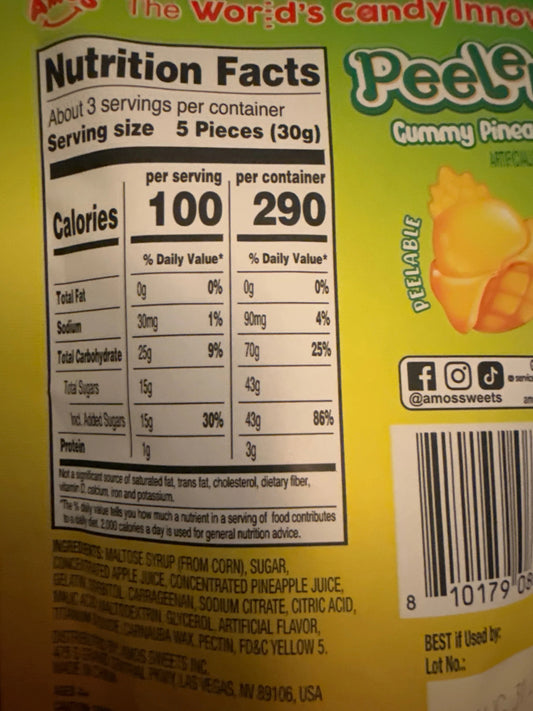 Amos The World's Candy Innov
Nutrition Facts
About 3 servings per container
Serving size 5 Pieces (30g)
per serving per container
Calories 100 290
% Daily Value* % Daily Value*
Total Fat 0g 0% 0g 0%
Sodium 30mg 1% 90mg 4%
Total Carbohydrate 25g 9% 70g 25%
Total Sugars 15g 43g
Incl. Added Sugars 15g 30% 43g 86%
Protein 1g 3g
Not a significant source of saturated fat, trans fat, cholesterol, dietary fiber,
vitamin D, calcium, iron and potassium.
*The % daily value tells you how much a nutrient in a serving of food contributes
to a daily diet. 2,000 calories a day is used for general nutrition advice.
INGREDIENTS: MALTOSE SYRUP (FROM CORN), SUGAR,
CONCENTRATED APPLE JUICE, CONCENTRATED PINEAPPLE JUICE,
GELATIN, SORBITOL, CARRAGEENAN, SODIUM CITRATE, CITRIC ACID,
MALIC ACID, MALTODEXTRIN, GLYCEROL, ARTIFICIAL FLAVOR,
TITANIUM DIOXIDE, CARNAUBA WAX, PECTIN, FD&C YELLOW 5.
DISTRIBUTED BY: AMOS SWEETS INC.
PKWY, LAS VEGAS, NV 89106, USA
MADE IN CHINA
Peele
Gummy Pinea
ARTIFICIAL
PEELABLE
@amossweets
8 10179 08
BEST if Used by:
Lot No.: